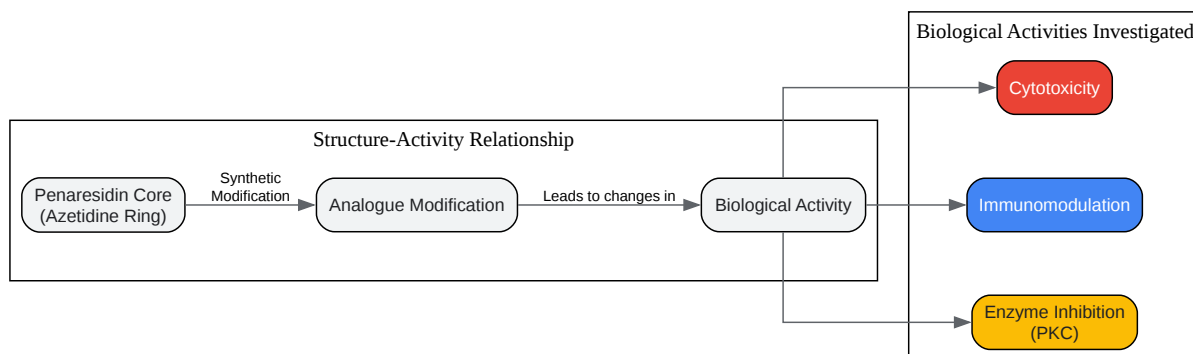 Biological Activities Investigated
Cytotoxicity
Structure-Activity Relationship
Penaresidin Core
(Azetidine Ring)
Synthetic
Modification
Analogue Modification
Leads to changes in
Biological Activity
Immunomodulation
Enzyme Inhibition
(PKC)